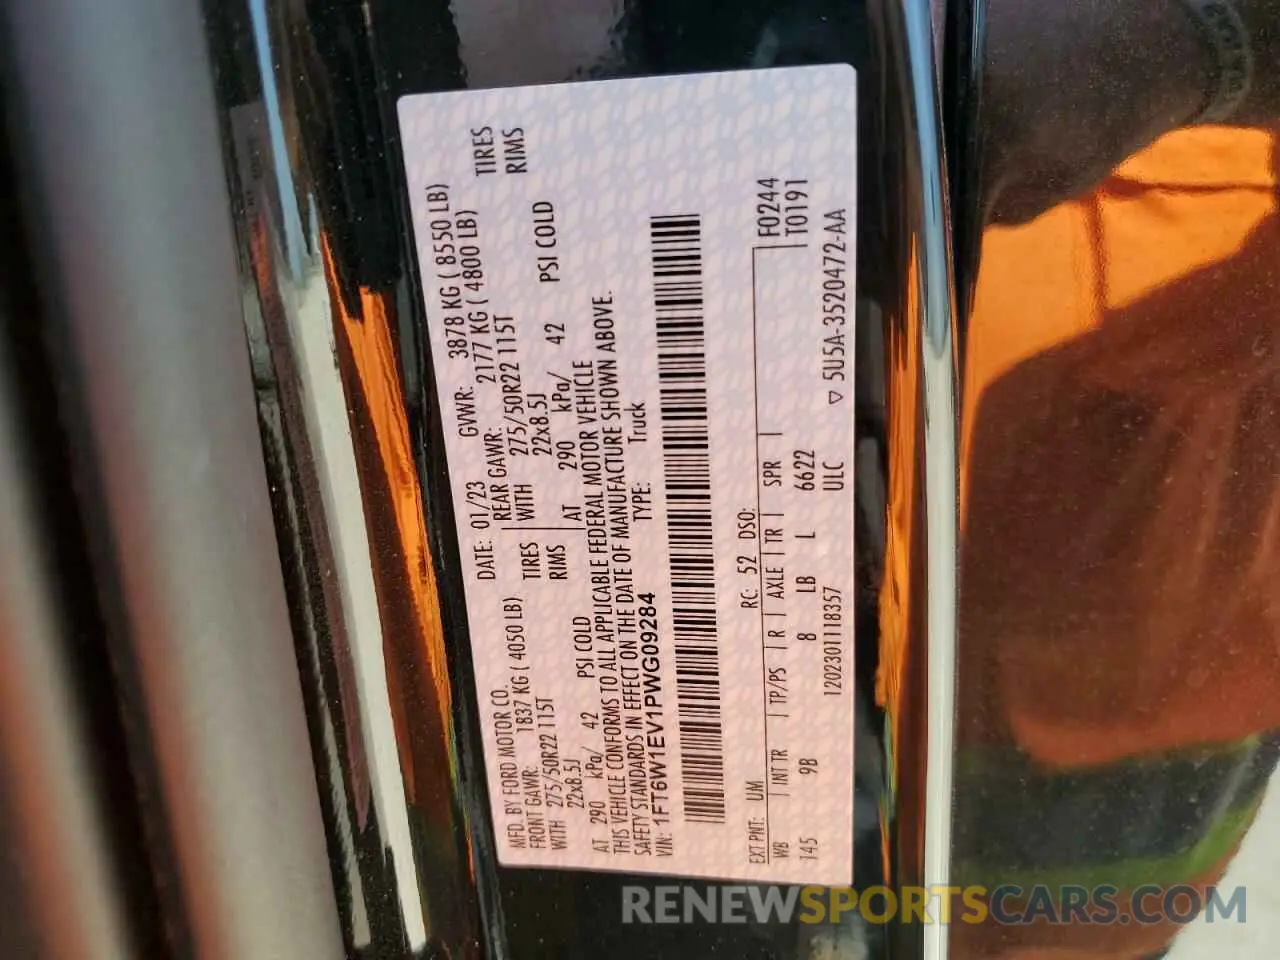 MFD. BY FORD MOTOR CO.
DATE: 01/23 GVWR: 3878 KG ( 8550 LB)
FRONT GAWR: 1837 KG ( 4050 LB)
REAR GAWR: 2177 KG ( 4800 LB)
WITH 275/50R22 115T TIRES
WITH 275/50R22 115T TIRES
22x8.5J RIMS
22x8.5J RIMS
AT 290 kPa/ 42 PSI COLD
AT 290 kPa/ 42 PSI COLD
THIS VEHICLE CONFORMS TO ALL APPLICABLE FEDERAL MOTOR VEHICLE
SAFETY STANDARDS IN EFFECT ON THE DATE OF MANUFACTURE SHOWN ABOVE.
VIN: 1FT6W1EV1PWG09284 TYPE: Truck
EXT PNT: UM RC: 52 DSO: F0244
WB INT TR TP/PS R AXLE TR SPR T0191
145 9B 8 LB L 6622
120230118357 ULC ▽ 5U5A-3520472-AA
RENEWSPORTSCARS.COM